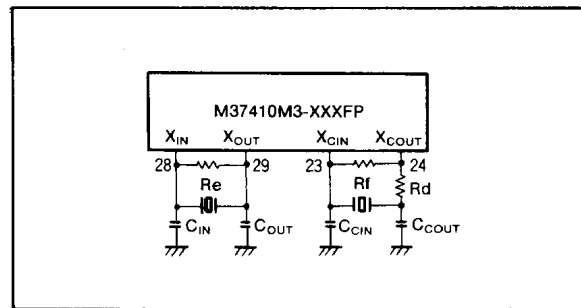 M37410M3-XXXFP
XIN XOUT XCIN XCOUT
28 29 23 24
Re Rf Rd
CIN COUT CCIN CCOUT